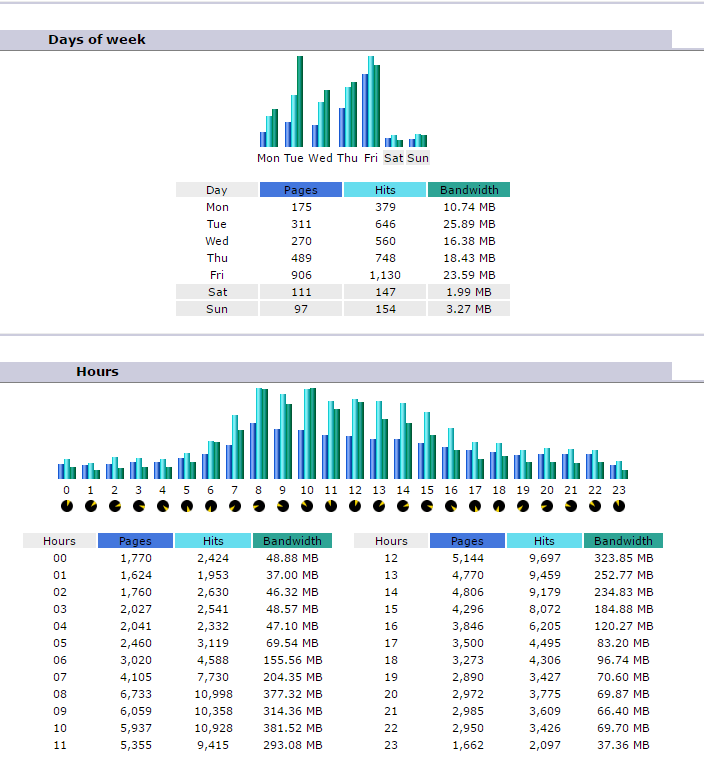 Days of week
Mon Tue Wed Thu Fri Sat Sun
Day Pages Hits Bandwidth
Mon 175 379 10.74 MB
Tue 311 646 25.89 MB
Wed 270 560 16.38 MB
Thu 489 748 18.43 MB
Fri 906 1,130 23.59 MB
Sat 111 147 1.99 MB
Sun 97 154 3.27 MB
Hours
0 1 2 3 4 5 6 7 8 9 10 11 12 13 14 15 16 17 18 19 20 21 22 23
Hours Pages Hits Bandwidth Hours Pages Hits Bandwidth
00 1,770 2,424 48.88 MB 12 5,144 9,697 323.85 MB
01 1,624 1,953 37.00 MB 13 4,770 9,459 252.77 MB
02 1,760 2,630 46.32 MB 14 4,806 9,179 234.83 MB
03 2,027 2,541 48.57 MB 15 4,296 8,072 184.88 MB
04 2,041 2,332 47.10 MB 16 3,846 6,205 120.27 MB
05 2,460 3,119 69.54 MB 17 3,500 4,495 83.20 MB
06 3,020 4,588 155.56 MB 18 3,273 4,306 96.74 MB
07 4,105 7,730 204.35 MB 19 2,890 3,427 70.60 MB
08 6,733 10,998 377.32 MB 20 2,972 3,775 69.87 MB
09 6,059 10,358 314.36 MB 21 2,985 3,609 66.40 MB
10 5,937 10,928 381.52 MB 22 2,950 3,426 69.70 MB
11 5,355 9,415 293.08 MB 23 1,662 2,097 37.36 MB